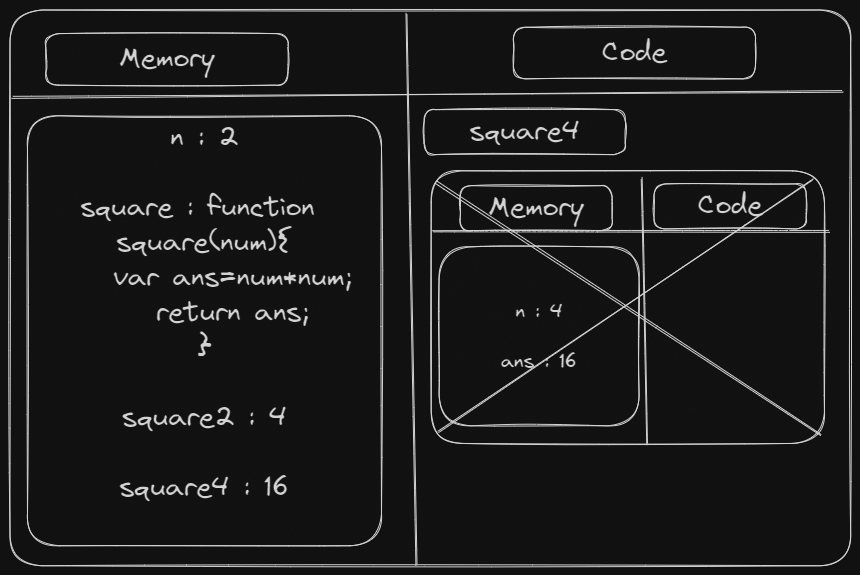 Memory
n : 2
square : function
square(num){
var ans=num*num;
return ans;
}
square2 : 4
square4 : 16
Code
square4
Memory
Code
n : 4
ans : 16